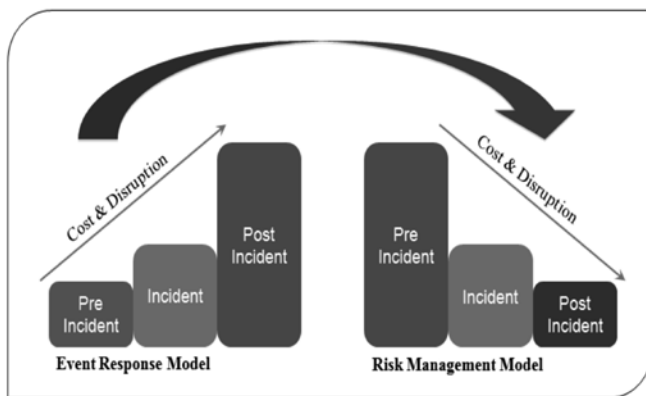 Cost & Disruption
Pre
Incident
Incident
Post
Incident
Event Response Model
Cost & Disruption
Pre
Incident
Incident
Post
Incident
Risk Management Model